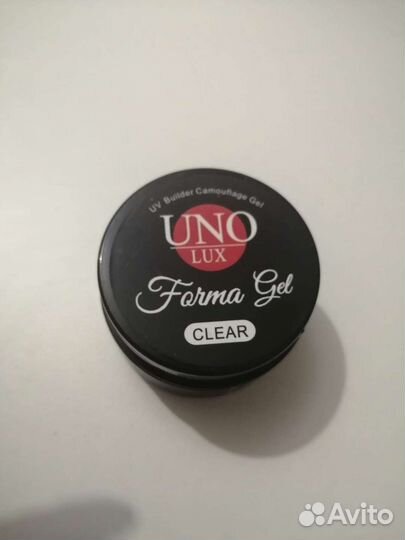 UV Builder Camouflage Gel
UNO
LUX
Forma Gel
CLEAR
Avito